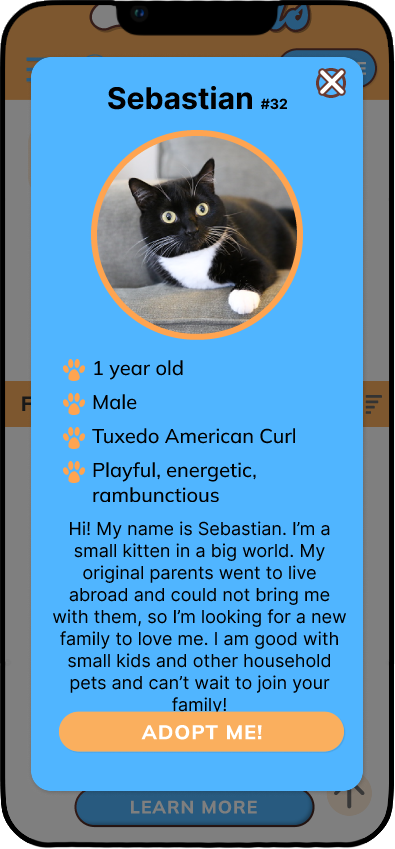 Sebastian #32
1 year old
Male
Tuxedo American Curl
Playful, energetic,
rambunctious
Hi! My name is Sebastian. I’m a
small kitten in a big world. My
original parents went to live
abroad and could not bring me
with them, so I’m looking for a new
family to love me. I am good with
small kids and other household
pets and can’t wait to join your
family!
ADOPT ME!
LEARN MORE